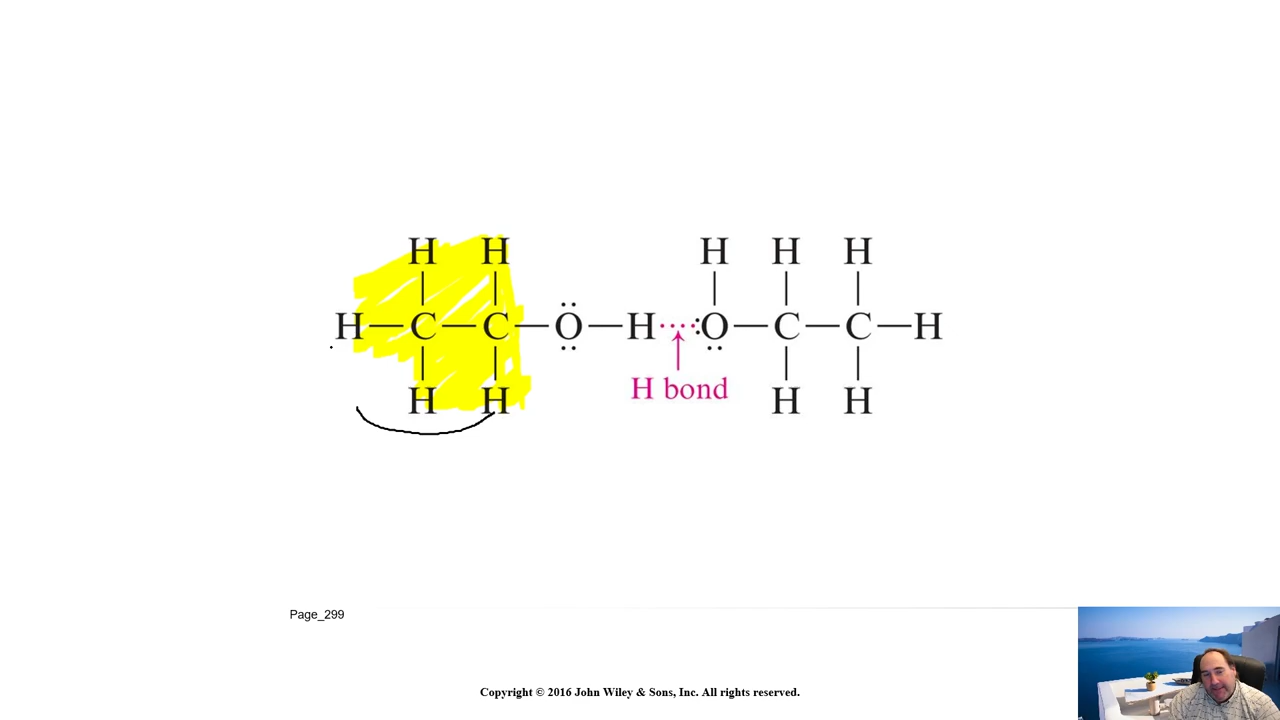 H H H H H
H C C O H O C C H
H bond
H H H H
Page_299
Copyright © 2016 John Wiley & Sons, Inc. All rights reserved.